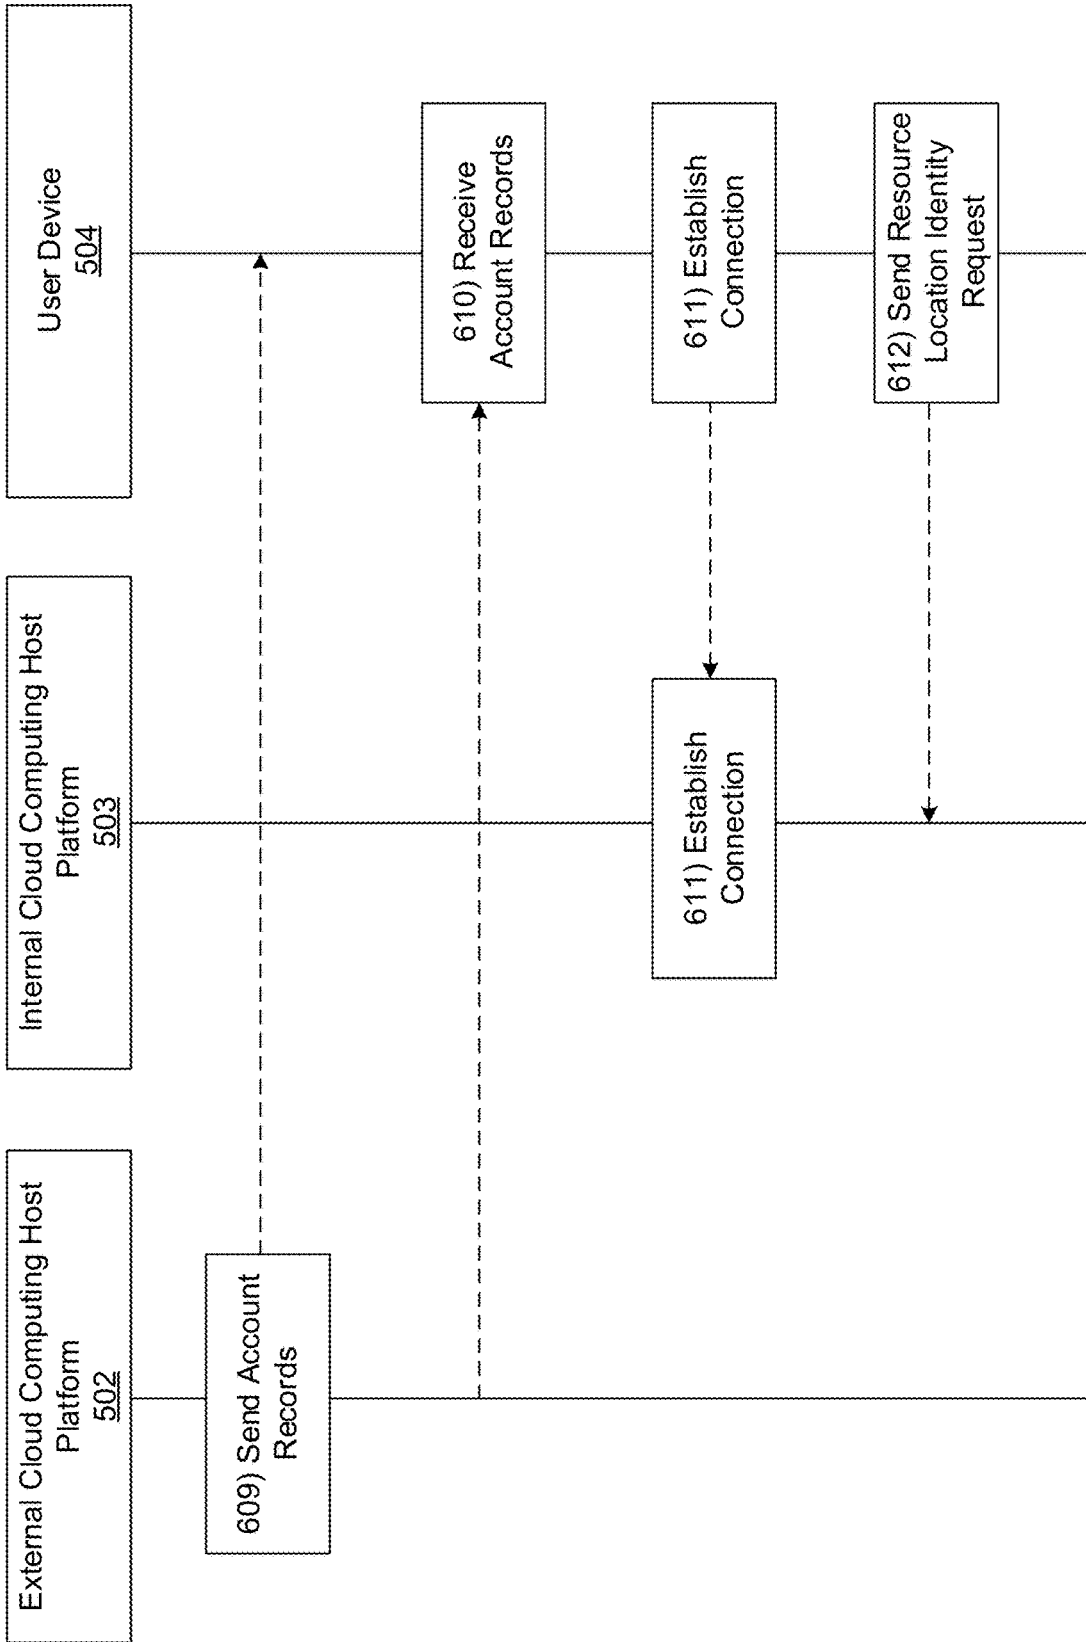 External Cloud Computing Host
Platform
502
Internal Cloud Computing Host
Platform
503
User Device
504
609) Send Account
Records
610) Receive
Account Records
611) Establish
Connection
611) Establish
Connection
612) Send Resource
Location Identity
Request